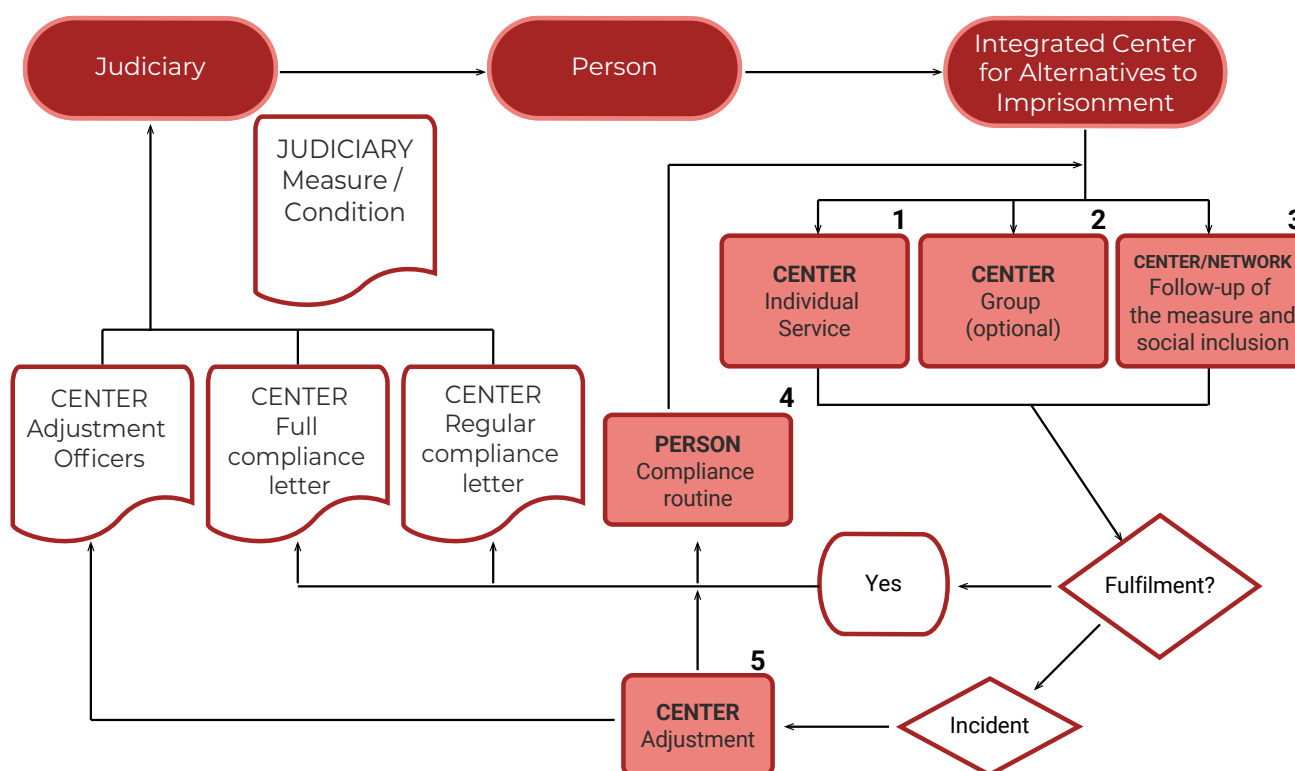 Judiciary
Person
Integrated Center
for Alternatives to
Imprisonment
JUDICIARY
Measure /
Condition
1
CENTER
Individual
Service
2
CENTER
Group
(optional)
3
CENTER/NETWORK
Follow-up of
the measure and
social inclusion
CENTER
Adjustment
Officers
CENTER
Full
compliance
letter
CENTER
Regular
compliance
letter
4
PERSON
Compliance
routine
Yes
Fulfilment?
5
CENTER
Adjustment
Incident